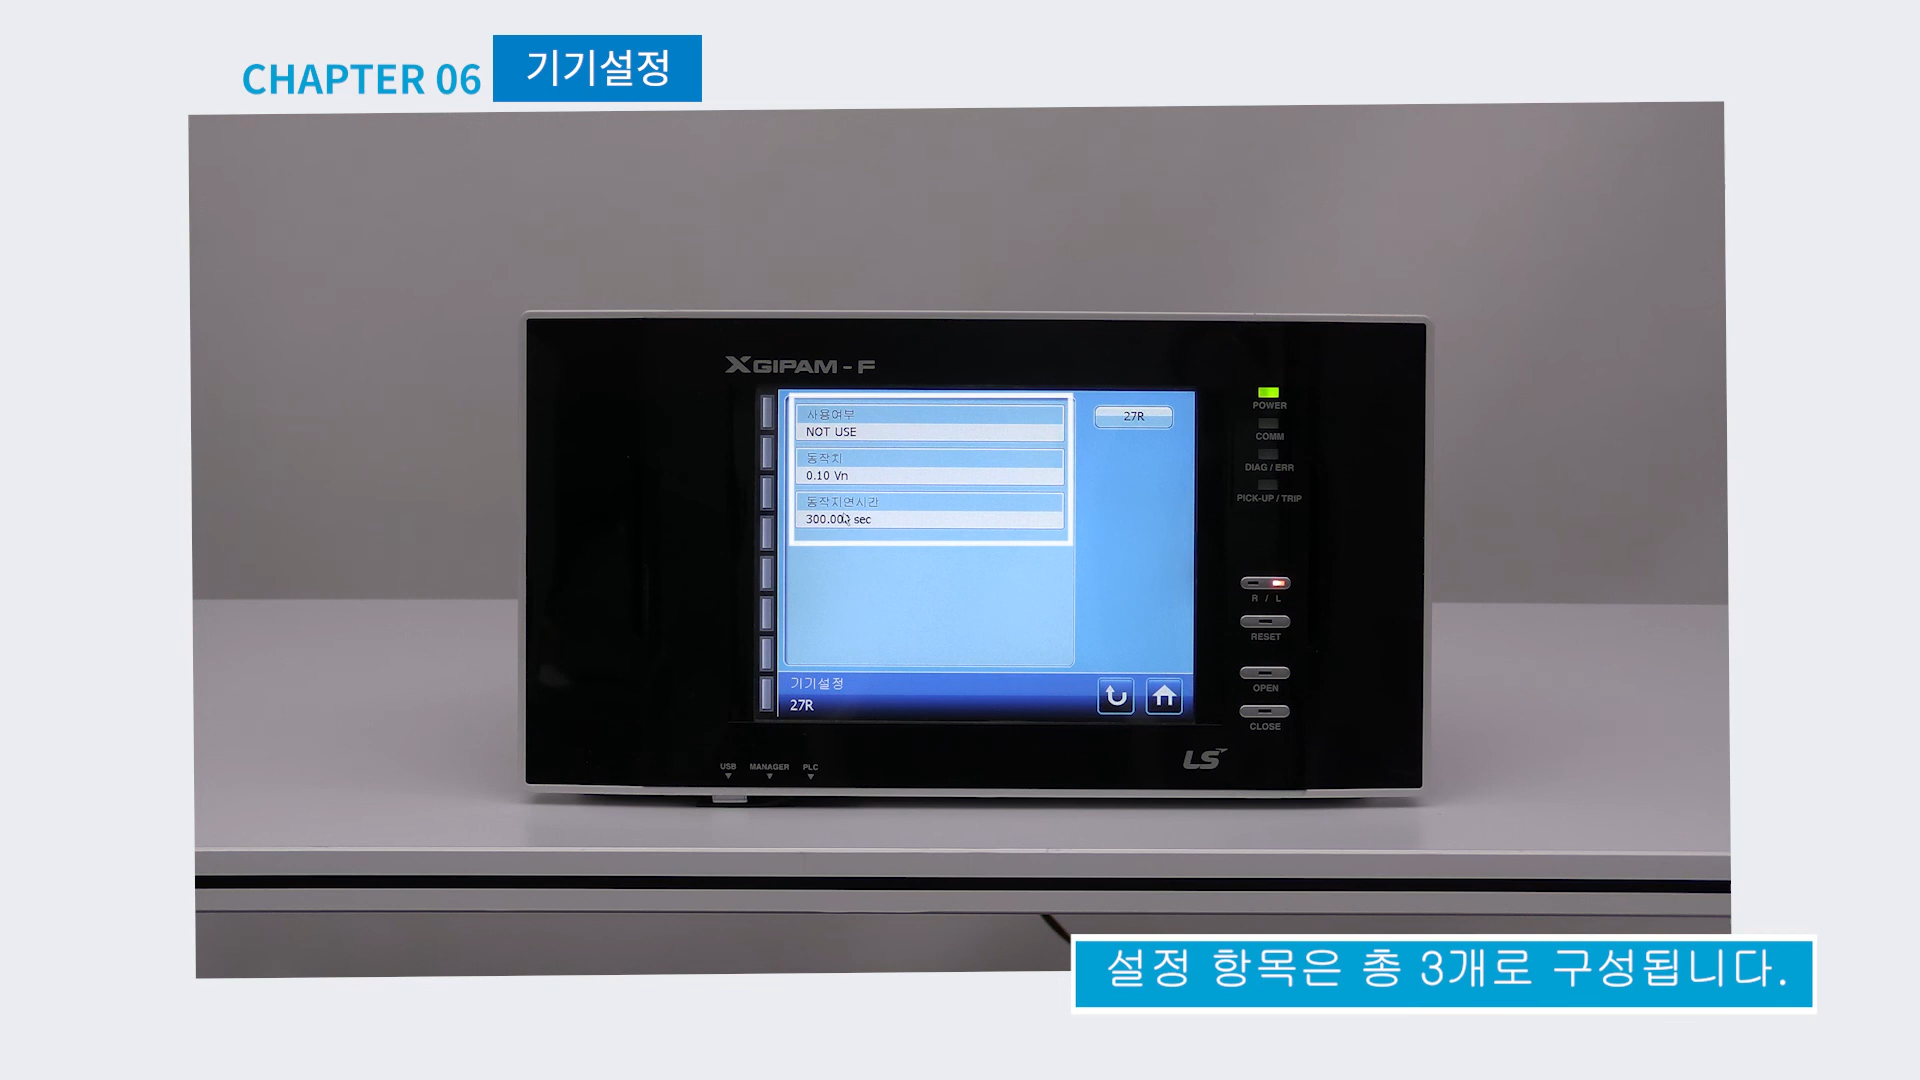 CHAPTER 06 기기설정
XGIPAM-F
사용여부
NOT USE
동작치
0.10 Vn
동작지연시간
sec
27R
기기설정
27R
POWER
COMM
DIAG / ERR
PICK-UP / TRIP
R / L
RESET
OPEN
CLOSE
USB MANAGER PLC
LS
설정 항목은 총 3개로 구성됩니다.